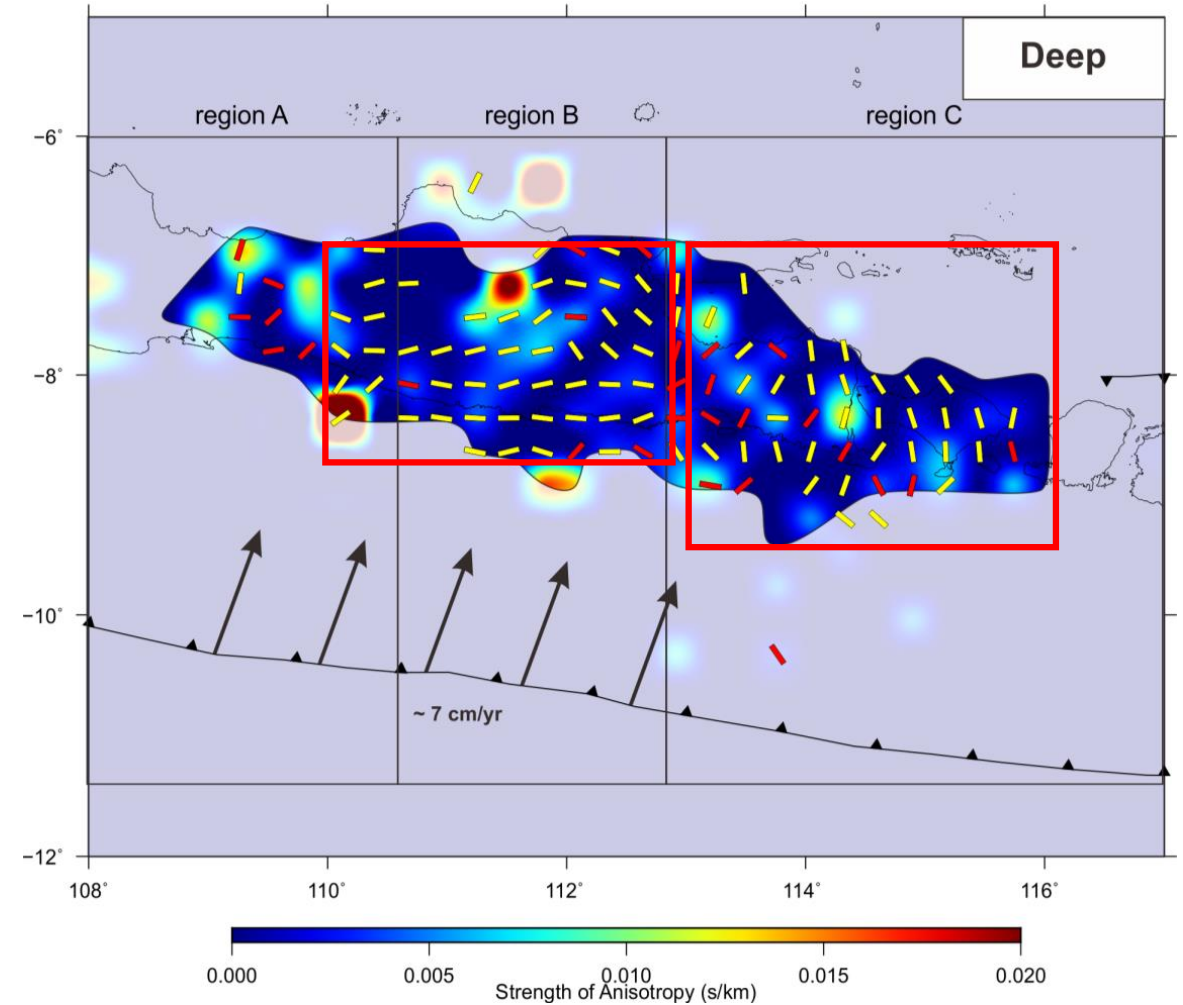 Deep
region A
region B
region C
−6°
−8°
−10°
−12°
~ 7 cm/yr
108°
110°
112°
114°
116°
0.000
0.005
0.010
0.015
0.020
Strength of Anisotropy (s/km)